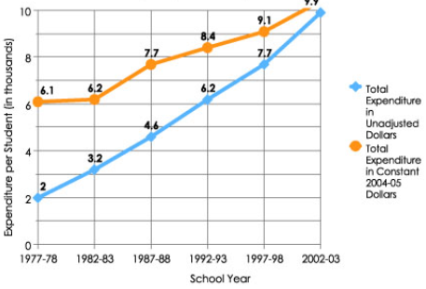 10
8
6
4
2
0
Expenditure per Student (in thousands)
6.1
6.2
7.7
8.4
9.1
9.9
2
3.2
4.6
6.2
7.7
1977-78 1982-83 1987-88 1992-93 1997-98 2002-03
School Year
Total
Expenditure
in
Unadjusted
Dollars
Total
Expenditure
in Constant
2004-05
Dollars